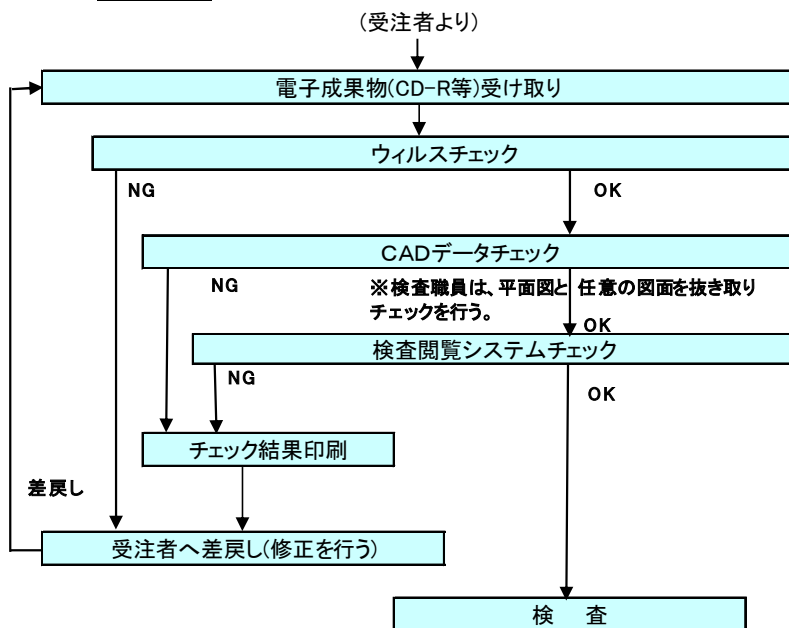 (受注者より)
電子成果物(CD-R等)受け取り
ウィルスチェック
NG
OK
CADデータチェック
NG
※検査職員は、平面図と 任意の図面を抜き取り
チェックを行う。
OK
検査閲覧システムチェック
NG
OK
チェック結果印刷
差戻し
受注者へ差戻し(修正を行う)
検　査